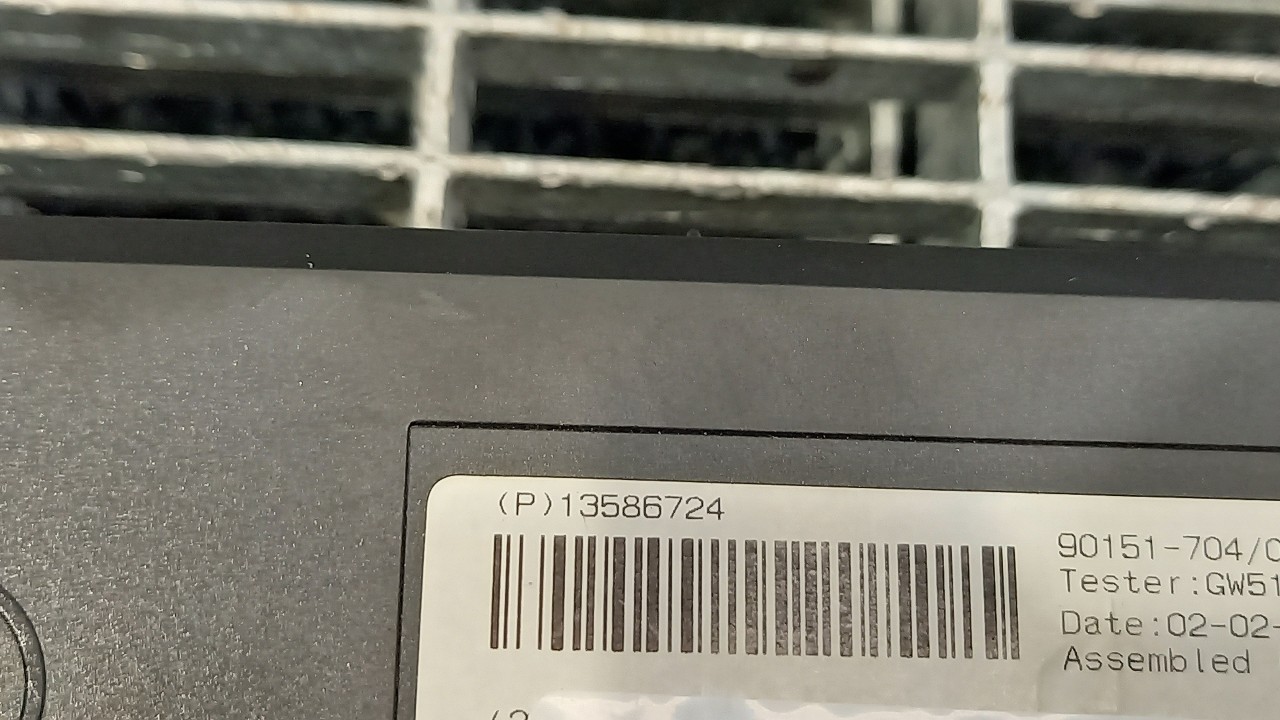 (P)13586724
90151-704/
Tester:GW51
Date:02-02-
Assembled